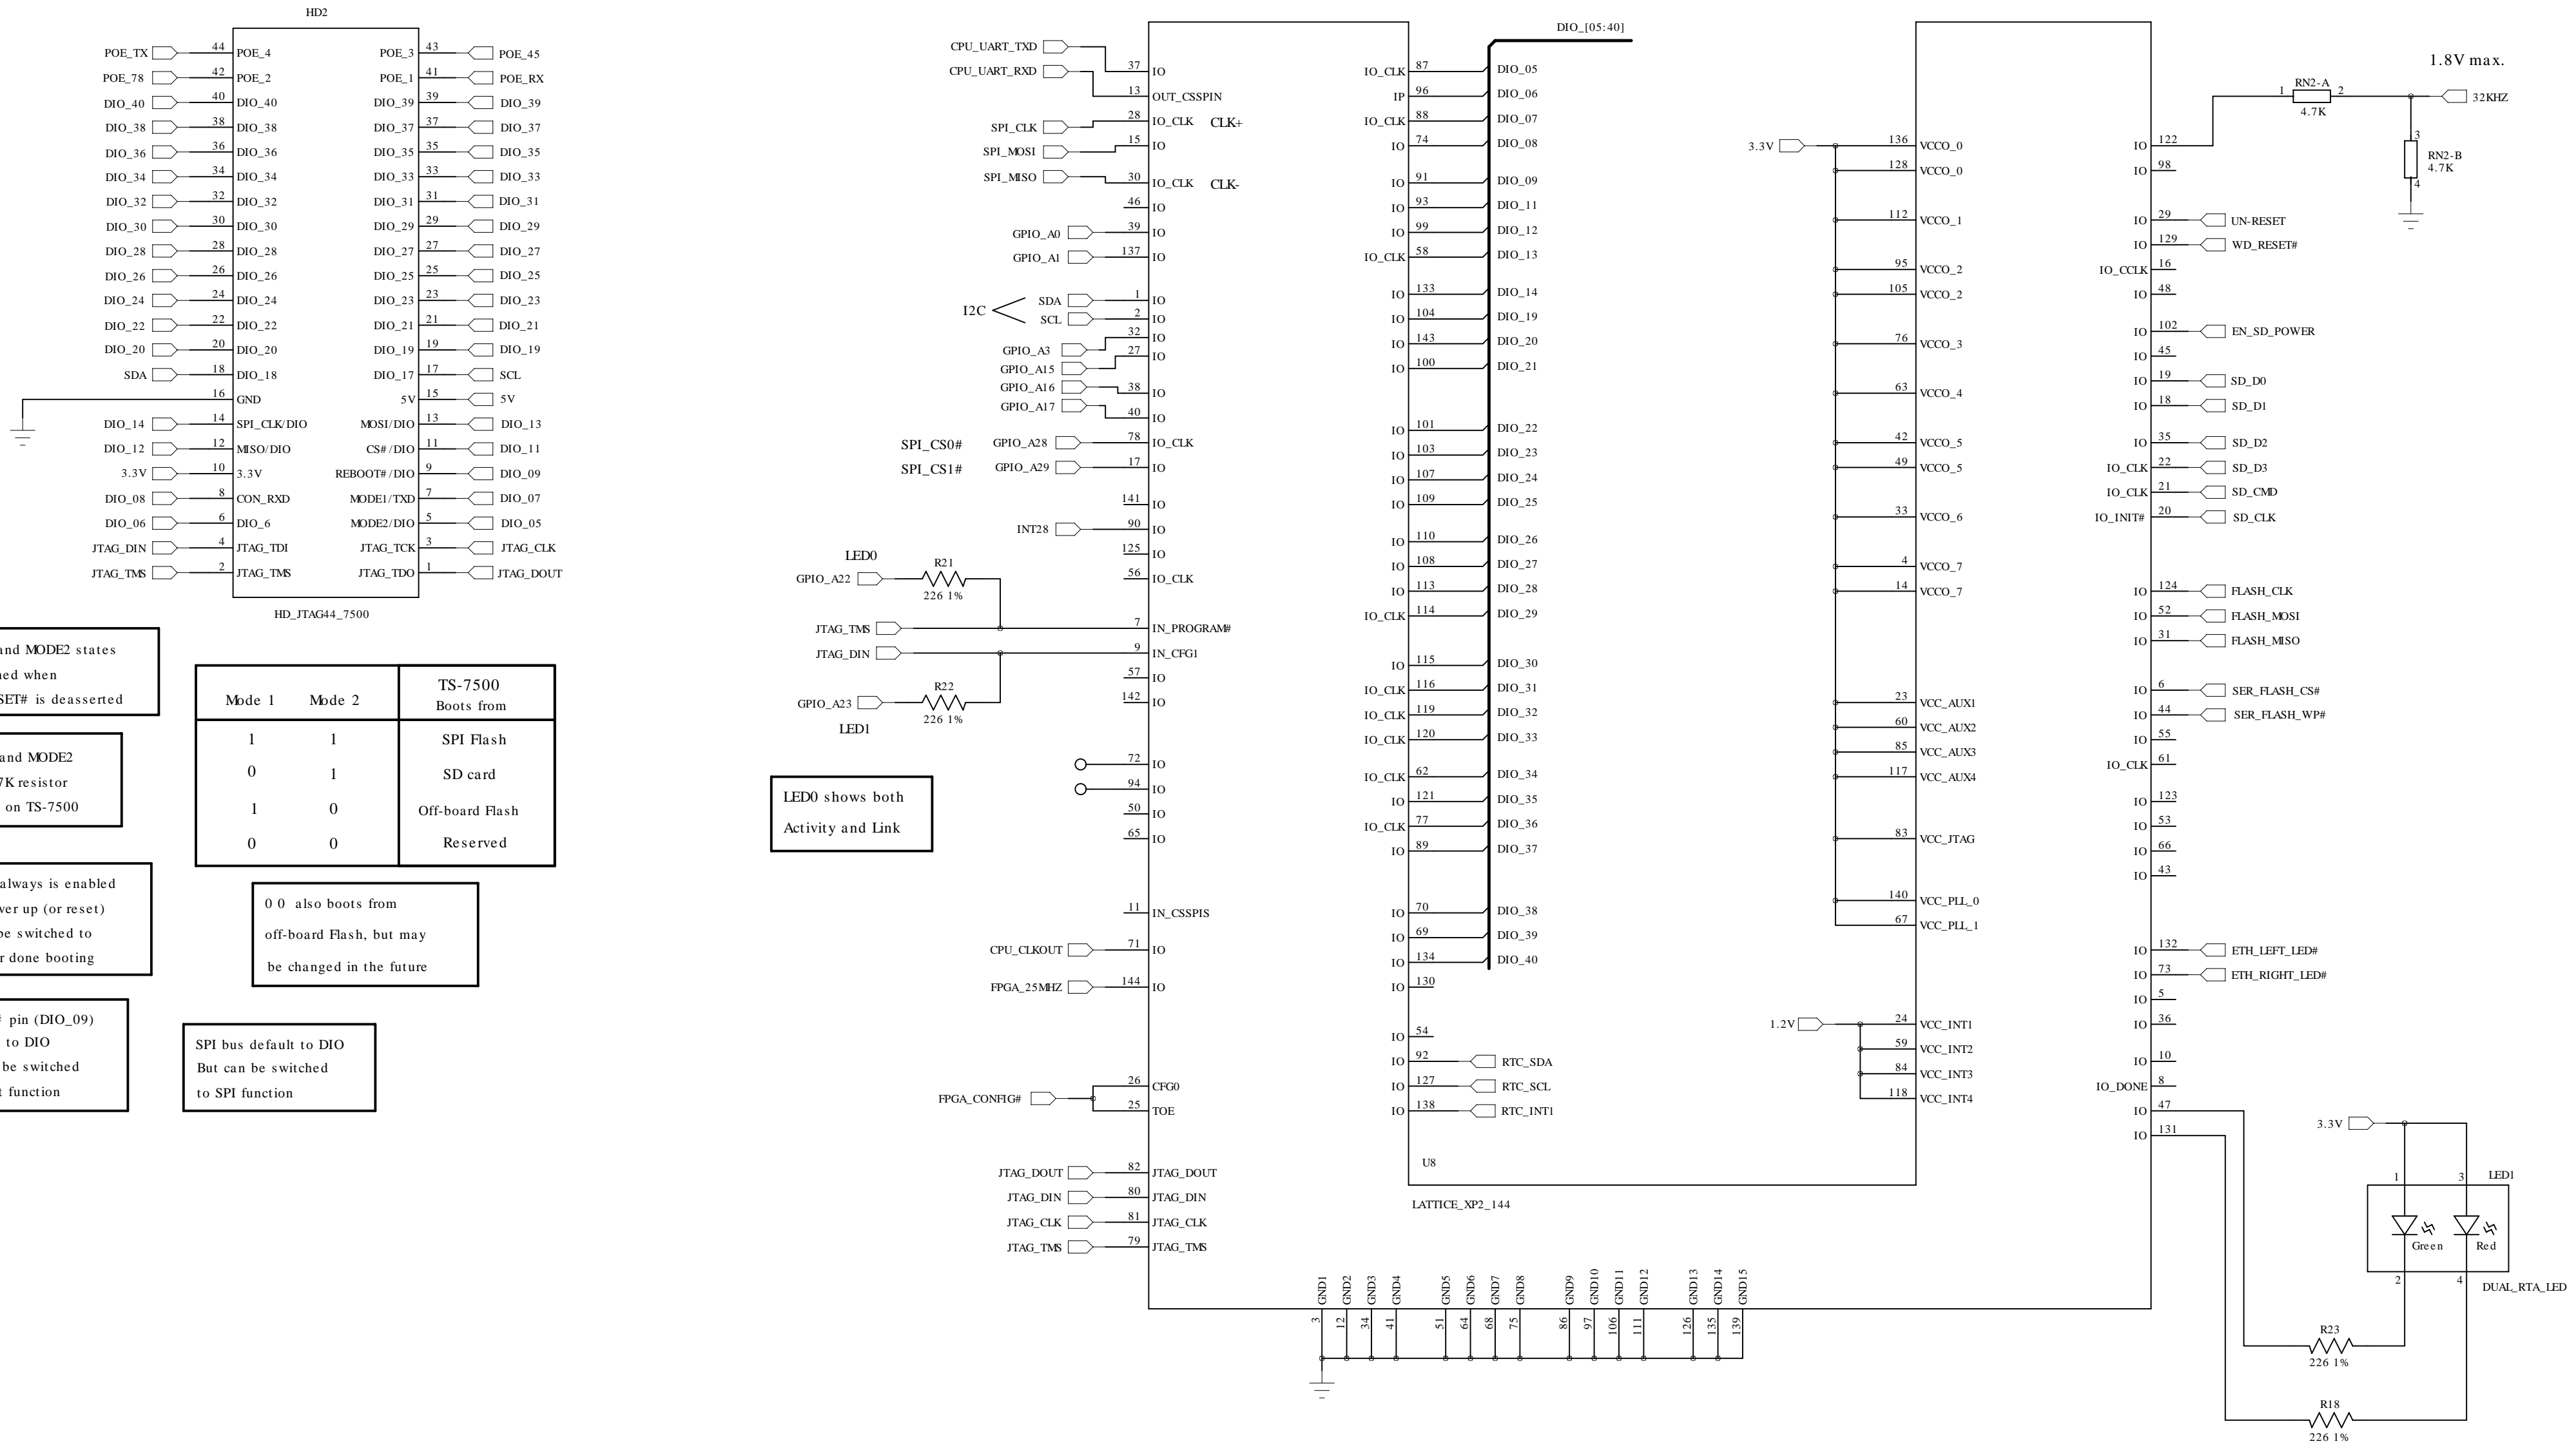 HD2
POE_TX 44 POE_4 POE_3 43 POE_45
POE_78 42 POE_2 POE_1 41 POE_RX
DIO_40 40 DIO_40 DIO_39 39 DIO_39
DIO_38 38 DIO_38 DIO_37 37 DIO_37
DIO_36 36 DIO_36 DIO_35 35 DIO_35
DIO_34 34 DIO_34 DIO_33 33 DIO_33
DIO_32 32 DIO_32 DIO_31 31 DIO_31
DIO_30 30 DIO_30 DIO_29 29 DIO_29
DIO_28 28 DIO_28 DIO_27 27 DIO_27
DIO_26 26 DIO_26 DIO_25 25 DIO_25
DIO_24 24 DIO_24 DIO_23 23 DIO_23
DIO_22 22 DIO_22 DIO_21 21 DIO_21
DIO_20 20 DIO_20 DIO_19 19 DIO_19
SDA 18 DIO_18 DIO_17 17 SCL
16 GND 5V 15 5V
DIO_14 14 SPI_CLK/DIO MOSI/DIO 13 DIO_13
DIO_12 12 MISO/DIO CS#/DIO 11 DIO_11
3.3V 10 3.3V REBOOT#/DIO 9 DIO_09
DIO_08 8 CON_RXD MODE1/TXD 7 DIO_07
DIO_06 6 DIO_6 MODE2/DIO 5 DIO_05
JTAG_DIN 4 JTAG_TDI JTAG_TCK 3 JTAG_CLK
JTAG_TMS 2 JTAG_TMS JTAG_TDO 1 JTAG_DOUT
HD_JTAG44_7500
and MODE2 states
ned when
SET# is deasserted
and MODE2
7K resistor
on TS-7500
always is enabled
wer up (or reset)
be switched to
r done booting
# pin (DIO_09)
to DIO
be switched
t function
Mode 1 Mode 2 TS-7500
Boots from
1 1 SPI Flash
0 1 SD card
1 0 Off-board Flash
0 0 Reserved
0 0 also boots from
off-board Flash, but may
be changed in the future
SPI bus default to DIO
But can be switched
to SPI function
CPU_UART_TXD 37 IO
CPU_UART_RXD 13 OUT_CSSPIN
SPI_CLK 28 IO_CLK CLK+
SPI_MOSI 15 IO
SPI_MISO 30 IO_CLK CLK-
46 IO
GPIO_A0 39 IO
GPIO_A1 137 IO
I2C
SDA 1 IO
SCL 2 IO
GPIO_A3 32 IO
GPIO_A15 27 IO
GPIO_A16 38 IO
GPIO_A17 40 IO
SPI_CS0# GPIO_A28 78 IO_CLK
SPI_CS1# GPIO_A29 17 IO
141 IO
INT28 90 IO
125 IO
56 IO_CLK
LED0
GPIO_A22 R21 226 1%
JTAG_TMS 7 IN_PROGRAM#
JTAG_DIN 9 IN_CFG1
57 IO
GPIO_A23 R22 226 1%
LED1
142 IO
72 IO
94 IO
50 IO
65 IO
LED0 shows both
Activity and Link
11 IN_CSSPIS
CPU_CLKOUT 71 IO
FPGA_25MHZ 144 IO
FPGA_CONFIG# 26 CFG0
25 TOE
JTAG_DOUT 82 JTAG_DOUT
JTAG_DIN 80 JTAG_DIN
JTAG_CLK 81 JTAG_CLK
JTAG_TMS 79 JTAG_TMS
DIO_[05:40]
IO_CLK 87 DIO_05
IP 96 DIO_06
IO_CLK 88 DIO_07
IO 74 DIO_08
IO 91 DIO_09
IO 93 DIO_11
IO 99 DIO_12
IO_CLK 58 DIO_13
IO 133 DIO_14
IO 104 DIO_19
IO 143 DIO_20
IO 100 DIO_21
IO 101 DIO_22
IO 103 DIO_23
IO 107 DIO_24
IO 109 DIO_25
IO 110 DIO_26
IO 108 DIO_27
IO 113 DIO_28
IO_CLK 114 DIO_29
IO 115 DIO_30
IO_CLK 116 DIO_31
IO_CLK 119 DIO_32
IO_CLK 120 DIO_33
IO_CLK 62 DIO_34
IO 121 DIO_35
IO_CLK 77 DIO_36
IO 89 DIO_37
IO 70 DIO_38
IO 69 DIO_39
IO 134 DIO_40
IO 130
IO 54
IO 92 RTC_SDA
IO 127 RTC_SCL
IO 138 RTC_INT1
U8
LATTICE_XP2_144
GND1 GND2 GND3 GND4 GND5 GND6 GND7 GND8 GND9 GND10 GND11 GND12 GND13 GND14 GND15
3 12 34 41 51 64 68 75 86 97 106 111 126 135 139
3.3V 136 VCCO_0
128 VCCO_0
112 VCCO_1
95 VCCO_2
105 VCCO_2
76 VCCO_3
63 VCCO_4
42 VCCO_5
49 VCCO_5
33 VCCO_6
4 VCCO_7
14 VCCO_7
23 VCC_AUX1
60 VCC_AUX2
85 VCC_AUX3
117 VCC_AUX4
83 VCC_JTAG
140 VCC_PLL_0
67 VCC_PLL_1
1.2V 24 VCC_INT1
59 VCC_INT2
84 VCC_INT3
118 VCC_INT4
IO 122
IO 98
IO 29 UN-RESET
IO 129 WD_RESET#
IO_CCLK 16
IO 48
IO 102 EN_SD_POWER
IO 45
IO 19 SD_D0
IO 18 SD_D1
IO 35 SD_D2
IO_CLK 22 SD_D3
IO_CLK 21 SD_CMD
IO_INIT# 20 SD_CLK
IO 124 FLASH_CLK
IO 52 FLASH_MOSI
IO 31 FLASH_MISO
IO 6 SER_FLASH_CS#
IO 44 SER_FLASH_WP#
IO 55
IO_CLK 61
IO 123
IO 53
IO 66
IO 43
IO 132 ETH_LEFT_LED#
IO 73 ETH_RIGHT_LED#
IO 5
IO 36
IO 10
IO_DONE 8
IO 47
IO 131
1.8V max.
RN2-A
1 2 32KHZ
4.7K
3
RN2-B
4.7K
4
3.3V
1 3 LED1
Green Red
2 4 DUAL_RTA_LED
R23
226 1%
R18
226 1%